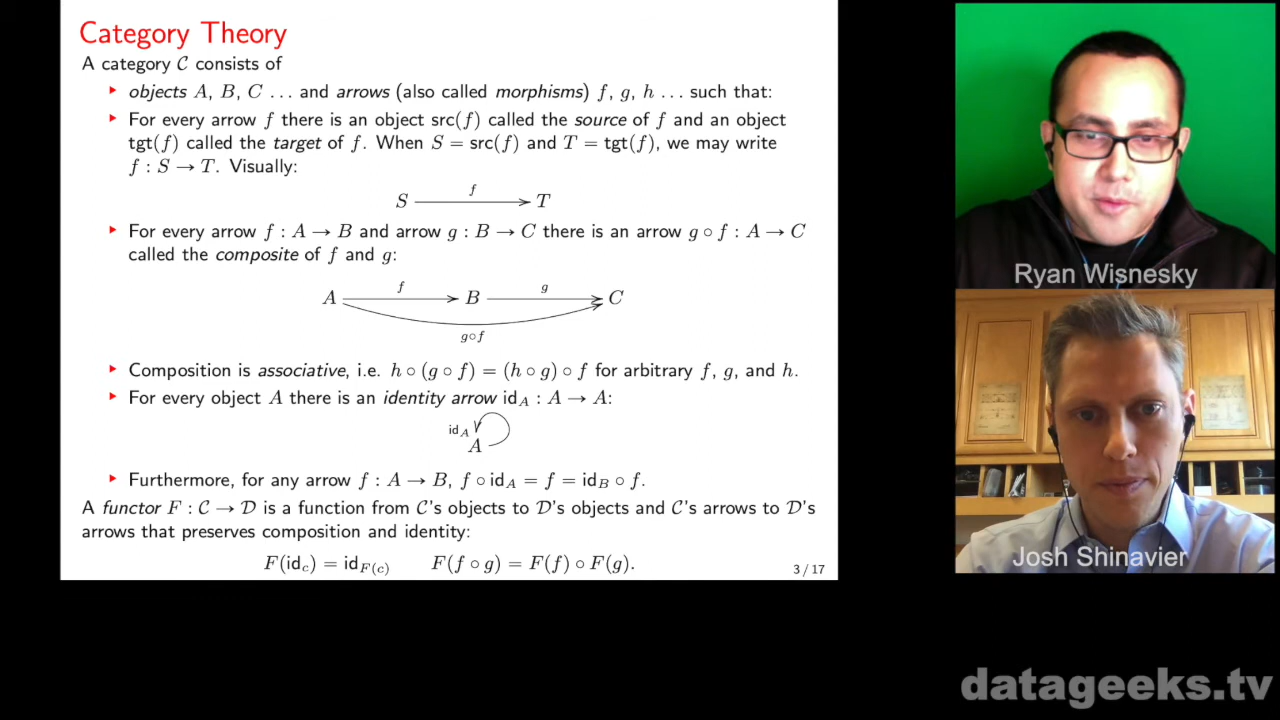 Category Theory
A category 𝒞 consists of
▸ objects A, B, C ... and arrows (also called morphisms) f, g, h ... such that:
▸ For every arrow f there is an object src(f) called the source of f and an object
tgt(f) called the target of f. When S = src(f) and T = tgt(f), we may write
f : S → T. Visually:
f
S T
▸ For every arrow f : A → B and arrow g : B → C there is an arrow g ∘ f : A → C
called the composite of f and g:
f g
A B C
g∘f
▸ Composition is associative, i.e. h ∘ (g ∘ f) = (h ∘ g) ∘ f for arbitrary f, g, and h.
▸ For every object A there is an identity arrow id_A : A → A:
id_A
A
▸ Furthermore, for any arrow f : A → B, f ∘ id_A = f = id_B ∘ f.
A functor F : 𝒞 → 𝒟 is a function from 𝒞's objects to 𝒟's objects and 𝒞's arrows to 𝒟's
arrows that preserves composition and identity:
F(id_c) = id_F(c) F(f ∘ g) = F(f) ∘ F(g).
3 / 17
Ryan Wisnesky
Josh Shinavier
datageeks.tv